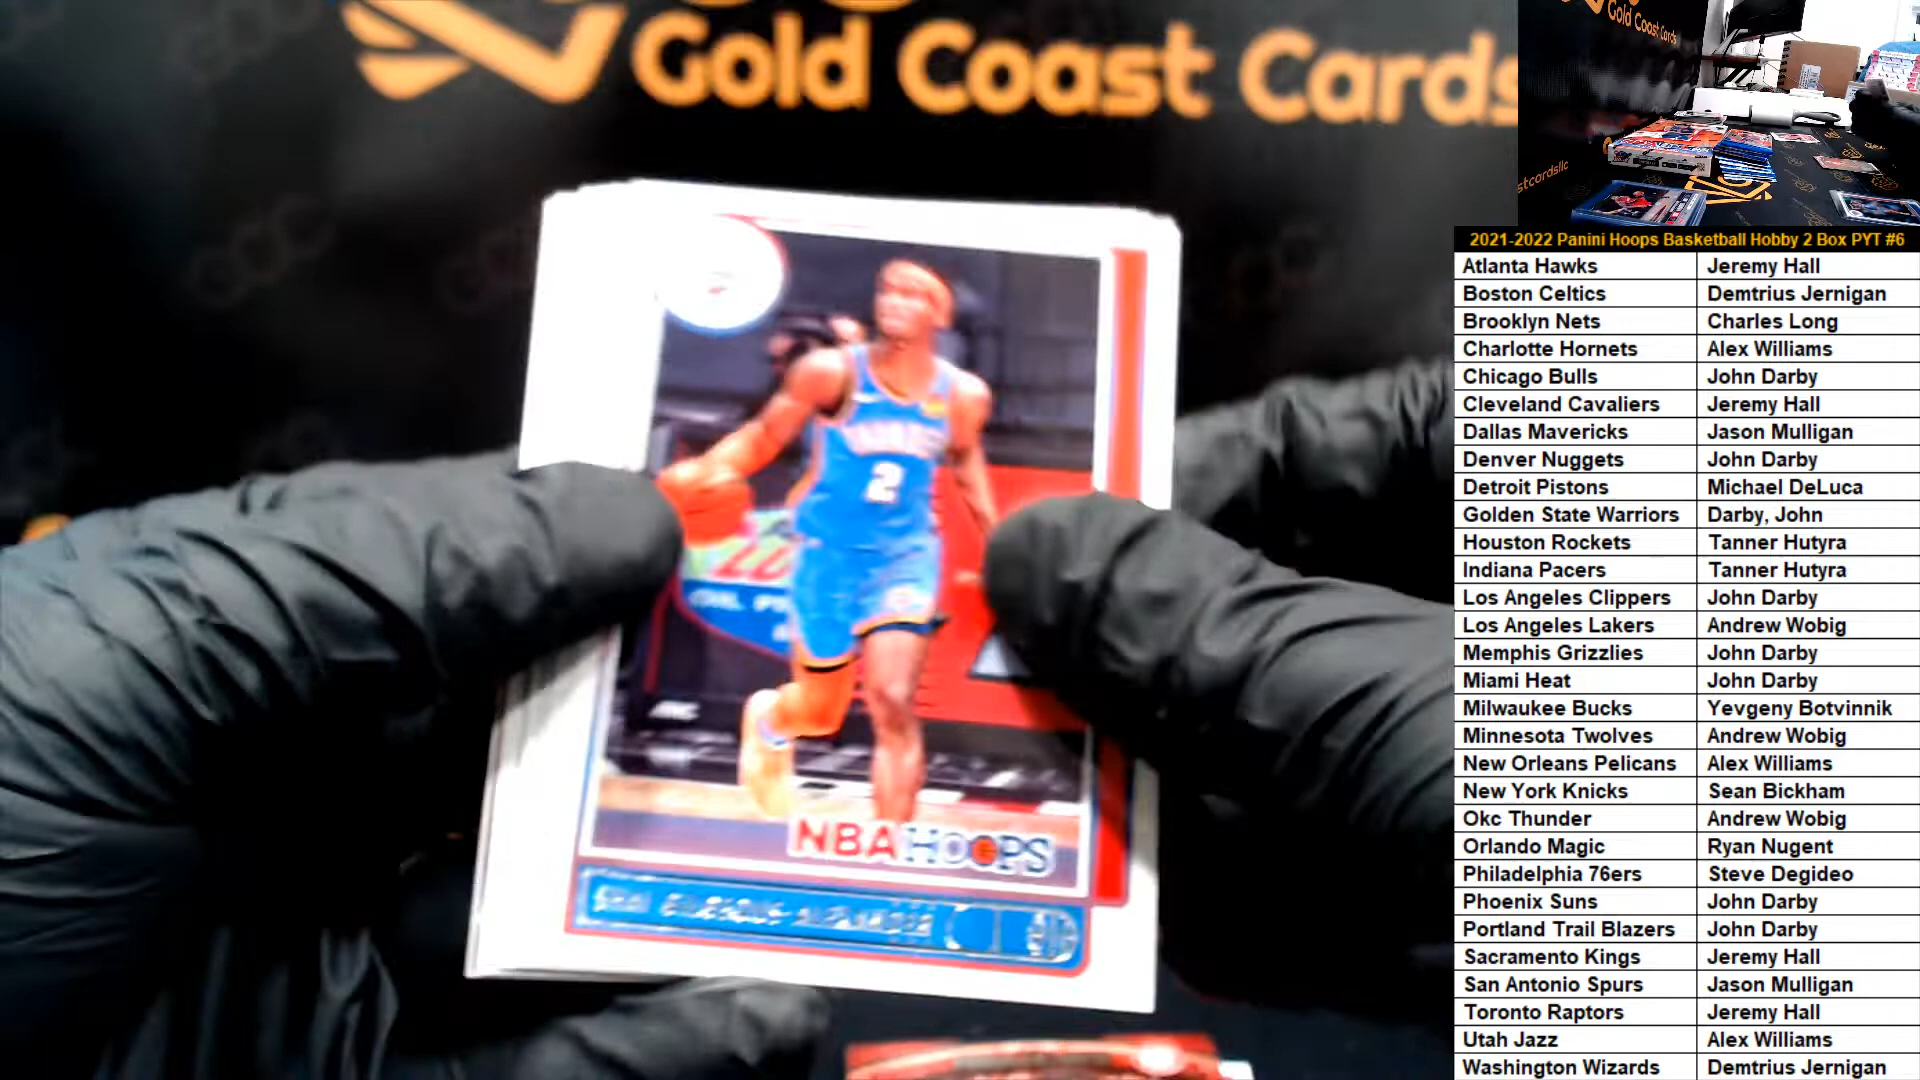 Gold Coast Cards
2
NBA HOOPS
SHAI GILGEOUS-ALEXANDER
Gold Coast Cards
stcardsllc
2021-2022 Panini Hoops Basketball Hobby 2 Box PYT #6
Atlanta Hawks Jeremy Hall
Boston Celtics Demtrius Jernigan
Brooklyn Nets Charles Long
Charlotte Hornets Alex Williams
Chicago Bulls John Darby
Cleveland Cavaliers Jeremy Hall
Dallas Mavericks Jason Mulligan
Denver Nuggets John Darby
Detroit Pistons Michael DeLuca
Golden State Warriors Darby, John
Houston Rockets Tanner Hutyra
Indiana Pacers Tanner Hutyra
Los Angeles Clippers John Darby
Los Angeles Lakers Andrew Wobig
Memphis Grizzlies John Darby
Miami Heat John Darby
Milwaukee Bucks Yevgeny Botvinnik
Minnesota Twolves Andrew Wobig
New Orleans Pelicans Alex Williams
New York Knicks Sean Bickham
Okc Thunder Andrew Wobig
Orlando Magic Ryan Nugent
Philadelphia 76ers Steve Degideo
Phoenix Suns John Darby
Portland Trail Blazers John Darby
Sacramento Kings Jeremy Hall
San Antonio Spurs Jason Mulligan
Toronto Raptors Jeremy Hall
Utah Jazz Alex Williams
Washington Wizards Demtrius Jernigan